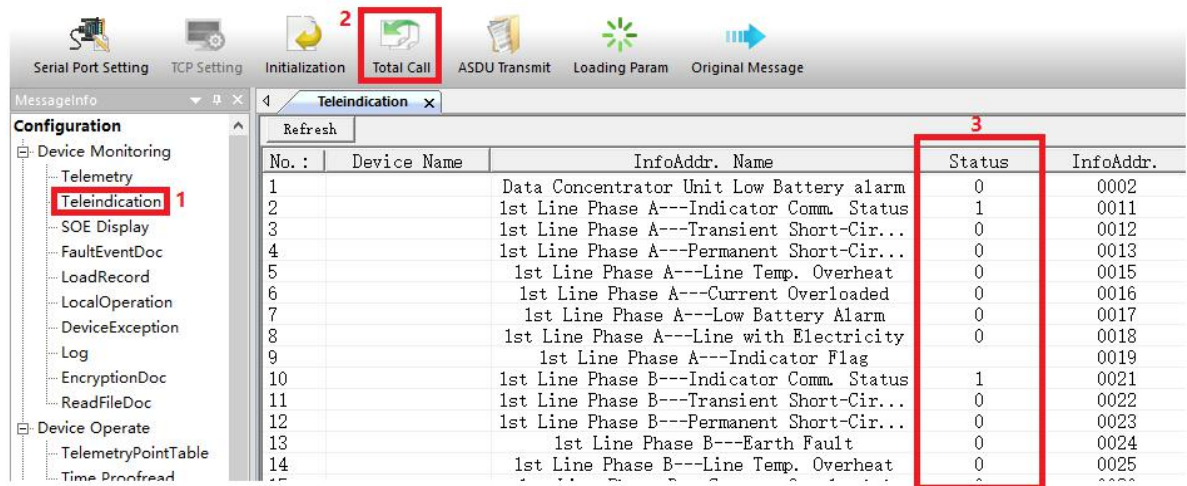 2
Serial Port Setting TCP Setting Initialization Total Call ASDU Transmit Loading Param Original Message
MessageInfo
Teleindication x
Configuration
Refresh
3
Device Monitoring
No.: Device Name InfoAddr. Name Status InfoAddr.
Telemetry
1 Data Concentrator Unit Low Battery alarm 0 0002
Teleindication 1
2 1st Line Phase A---Indicator Comm. Status 1 0011
SOE Display
3 1st Line Phase A---Transient Short-Cir... 0 0012
FaultEventDoc
4 1st Line Phase A---Permanent Short-Cir... 0 0013
LoadRecord
5 1st Line Phase A---Line Temp. Overheat 0 0015
LocalOperation
6 1st Line Phase A---Current Overloaded 0 0016
DeviceException
7 1st Line Phase A---Low Battery Alarm 0 0017
8 1st Line Phase A---Line with Electricity 0 0018
Log
9 1st Line Phase A---Indicator Flag 0019
EncryptionDoc
10 1st Line Phase B---Indicator Comm. Status 1 0021
ReadFileDoc
11 1st Line Phase B---Transient Short-Cir... 0 0022
Device Operate
12 1st Line Phase B---Permanent Short-Cir... 0 0023
TelemetryPointTable
13 1st Line Phase B---Earth Fault 0 0024
Time Proofread
14 1st Line Phase B---Line Temp. Overheat 0 0025